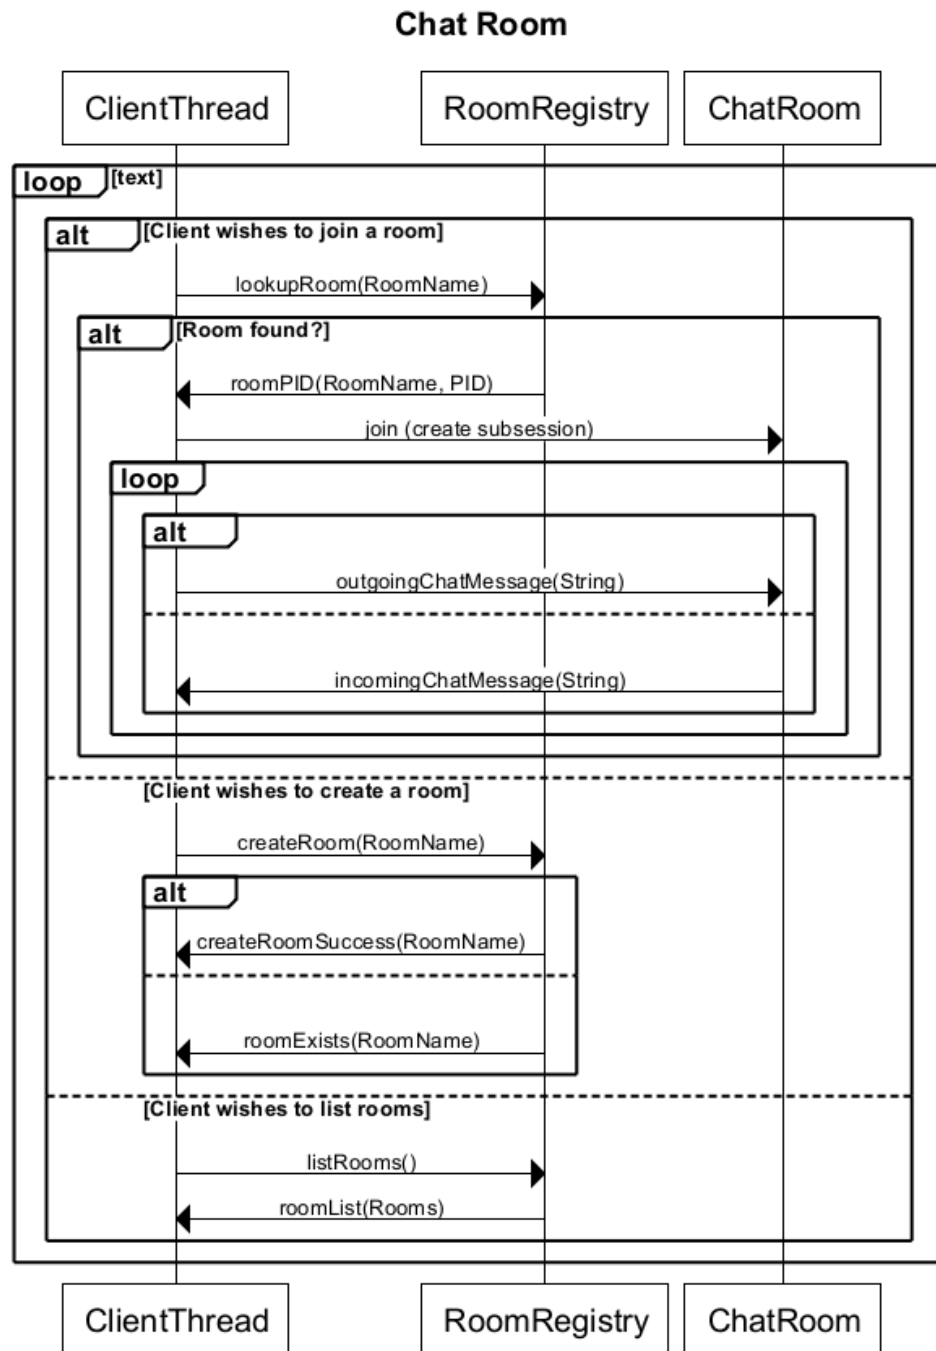 Chat Room
ClientThread RoomRegistry ChatRoom
loop [text]
alt [Client wishes to join a room]
lookupRoom(RoomName)
alt [Room found?]
roomPID(RoomName, PID)
join (create subsession)
loop
alt
outgoingChatMessage(String)
incomingChatMessage(String)
[Client wishes to create a room]
createRoom(RoomName)
alt
createRoomSuccess(RoomName)
roomExists(RoomName)
[Client wishes to list rooms]
listRooms()
roomList(Rooms)
ClientThread RoomRegistry ChatRoom